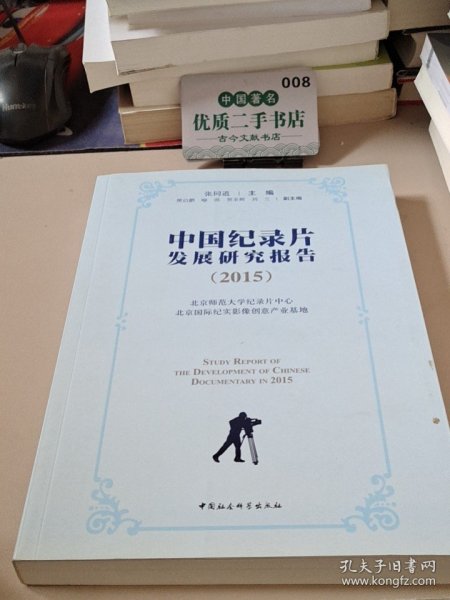 008
中国著名
优质二手书店
古今文献书店
张同道 | 主 编
副主编
中国纪录片
发展研究报告
(2015)
北京师范大学纪录片中心
北京国际纪实影像创意产业基地
STUDY REPORT OF
THE DEVELOPMENT OF CHINESE
DOCUMENTARY IN 2015
中国社会科学出版社
孔夫子旧书网
www.kongfz.com